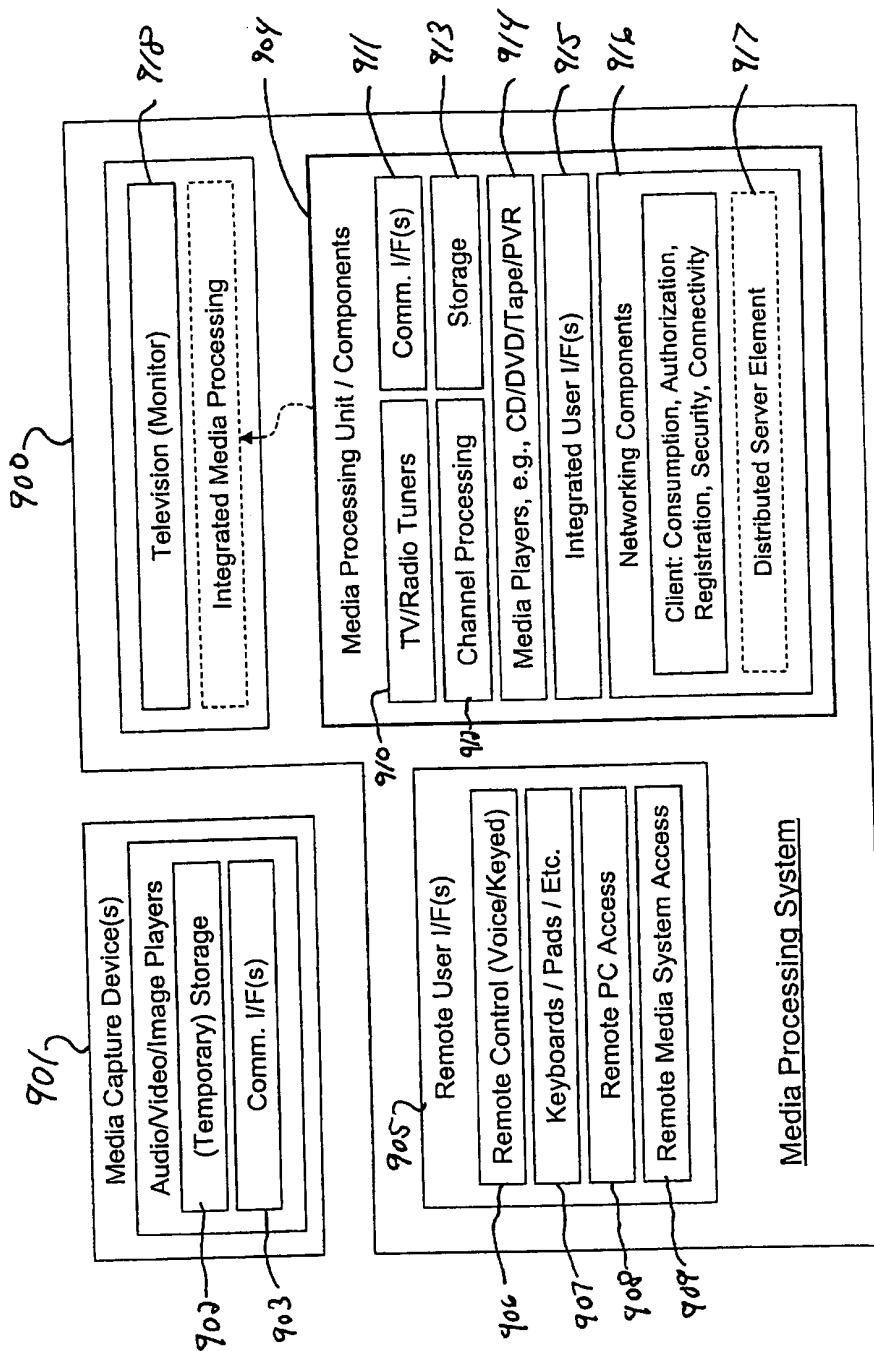 900
901
Media Capture Device(s)
Audio/Video/Image Players
902
(Temporary) Storage
903
Comm. I/F(s)
918
Television (Monitor)
Integrated Media Processing
904
Media Processing Unit / Components
910
TV/Radio Tuners
911
Comm. I/F(s)
912
Channel Processing
913
Storage
914
Media Players, e.g., CD/DVD/Tape/PVR
915
Integrated User I/F(s)
916
Networking Components
Client: Consumption, Authorization,
Registration, Security, Connectivity
917
Distributed Server Element
905
Remote User I/F(s)
906
Remote Control (Voice/Keyed)
907
Keyboards / Pads / Etc.
908
Remote PC Access
909
Remote Media System Access
Media Processing System